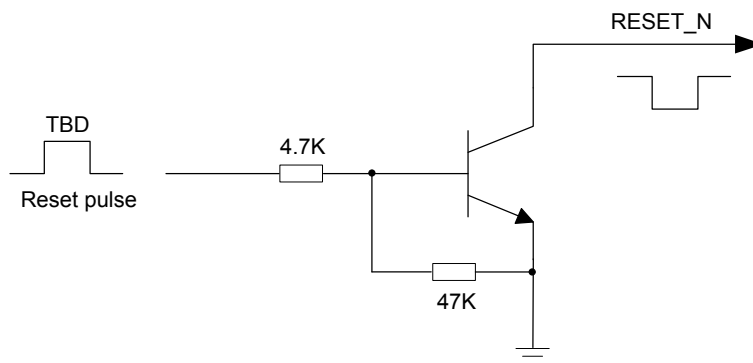 RESET_N
TBD
4.7K
Reset pulse
47K